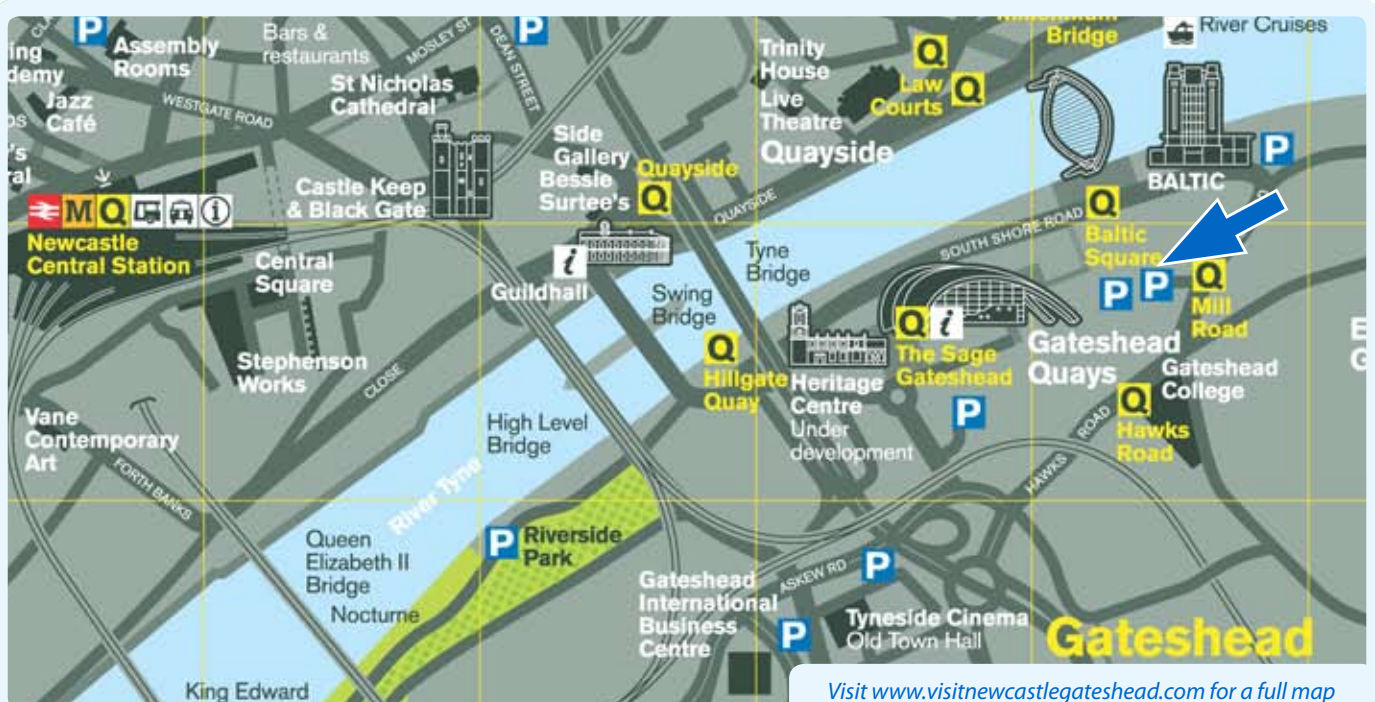 P
Assembly
Rooms
Bars &
restaurants
MOSLEY ST
DEAN STREET
P
St Nicholas
Cathedral
Jazz
Café
WESTGATE ROAD
Castle Keep
& Black Gate
M Q i
Newcastle
Central Station
Central
Square
Stephenson
Works
Vane
Contemporary
Art
FORTH BANKS
CLOSE
Side
Gallery
Bessie
Surtee's
Quayside
Q
i
Guildhall
QUAYSIDE
Trinity
House
Live
Theatre
Quayside
Q
Law
Courts
Q
Millennium
Bridge
River Cruises
BALTIC
P
Tyne
Bridge
Swing
Bridge
High Level
Bridge
River Tyne
Queen
Elizabeth II
Bridge
Nocturne
King Edward
SOUTH SHORE ROAD
Q
Baltic
Square
P P
Q
Mill
Road
Q
Hillgate
Quay
Heritage
Centre
Under
development
Q i
The Sage
Gateshead
P
Gateshead
Quays
Gateshead
College
Q
Hawks
Road
HAWKS ROAD
P
Riverside
Park
Gateshead
International
Business
Centre
ASKEW RD
P
P
Tyneside Cinema
Old Town Hall
Gateshead
Visit www.visitnewcastlegateshead.com for a full map